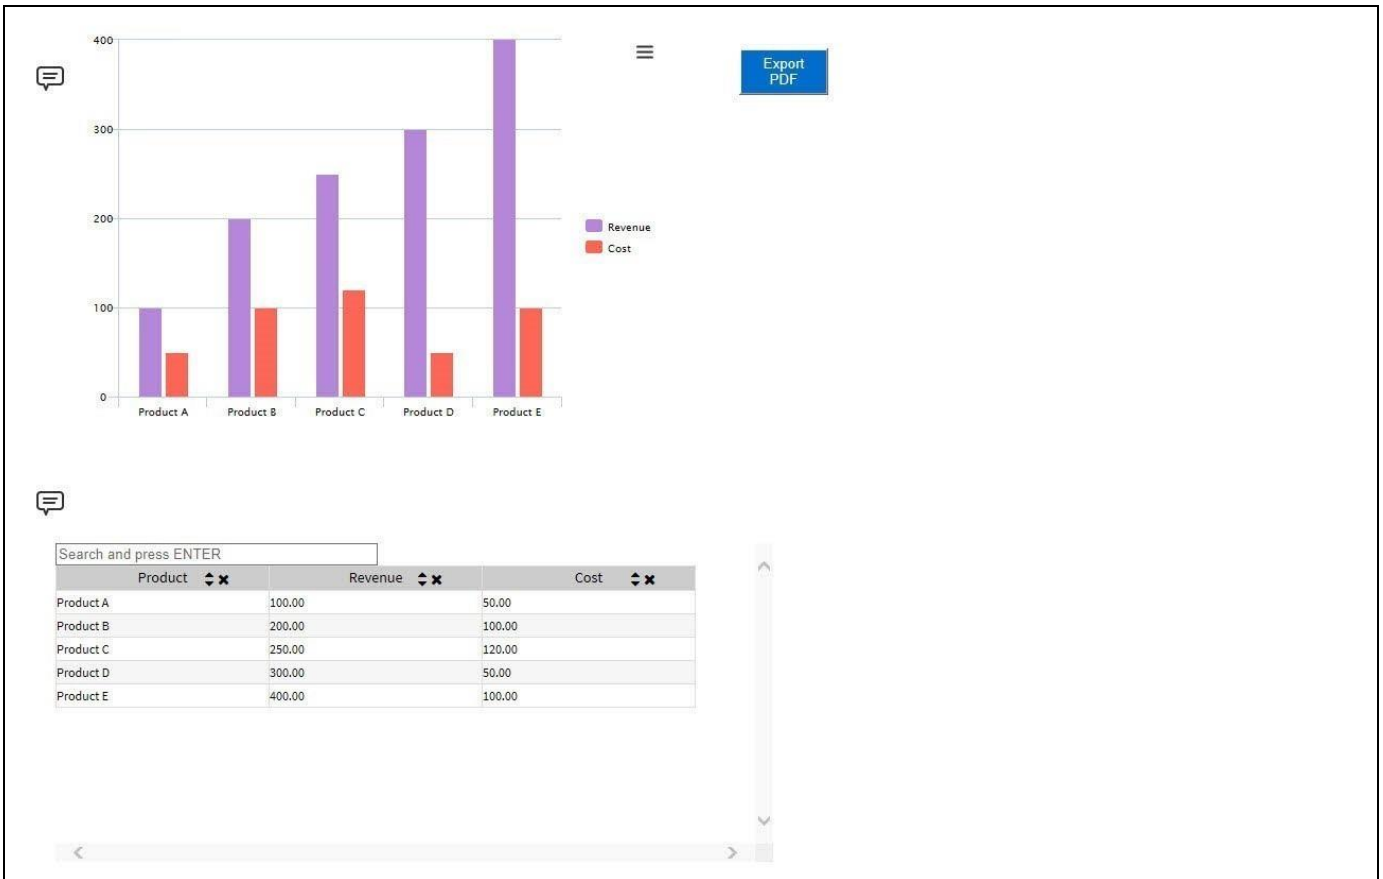 400
Export
PDF
300
200
Revenue
Cost
100
0
Product A Product B Product C Product D Product E
Search and press ENTER
Product Revenue Cost
Product A 100.00 50.00
Product B 200.00 100.00
Product C 250.00 120.00
Product D 300.00 50.00
Product E 400.00 100.00